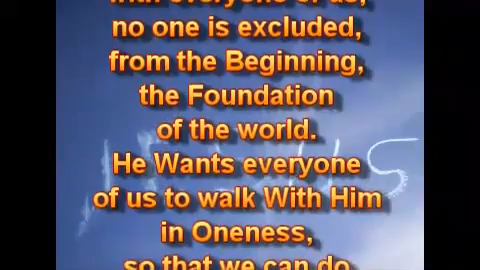 with everyone of us,
no one is excluded,
from the Beginning,
the Foundation
of the world.
He Wants everyone
of us to walk With Him
in Oneness,
so that we can do
JESUS